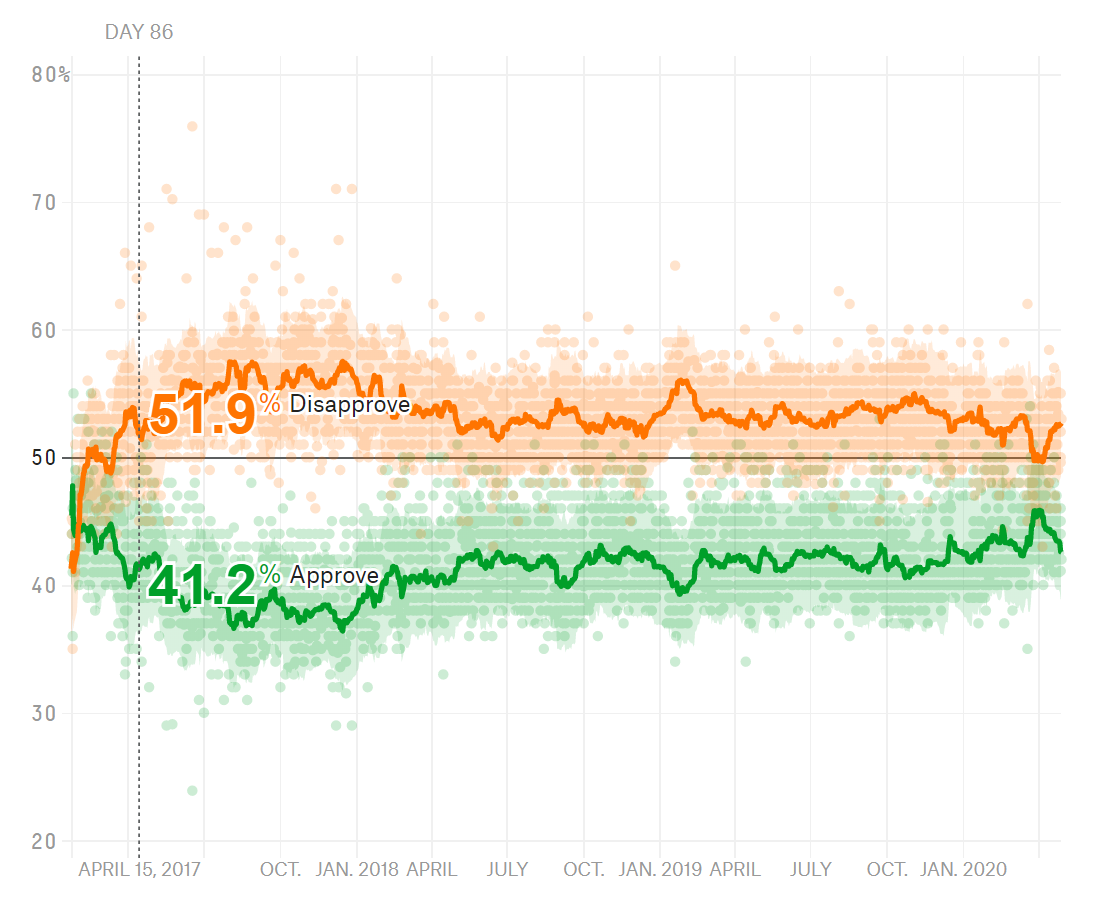 DAY 86
80%
70
60
51.9% Disapprove
50
41.2% Approve
40
30
20
APRIL 15, 2017 OCT. JAN. 2018 APRIL JULY OCT. JAN. 2019 APRIL JULY OCT. JAN. 2020